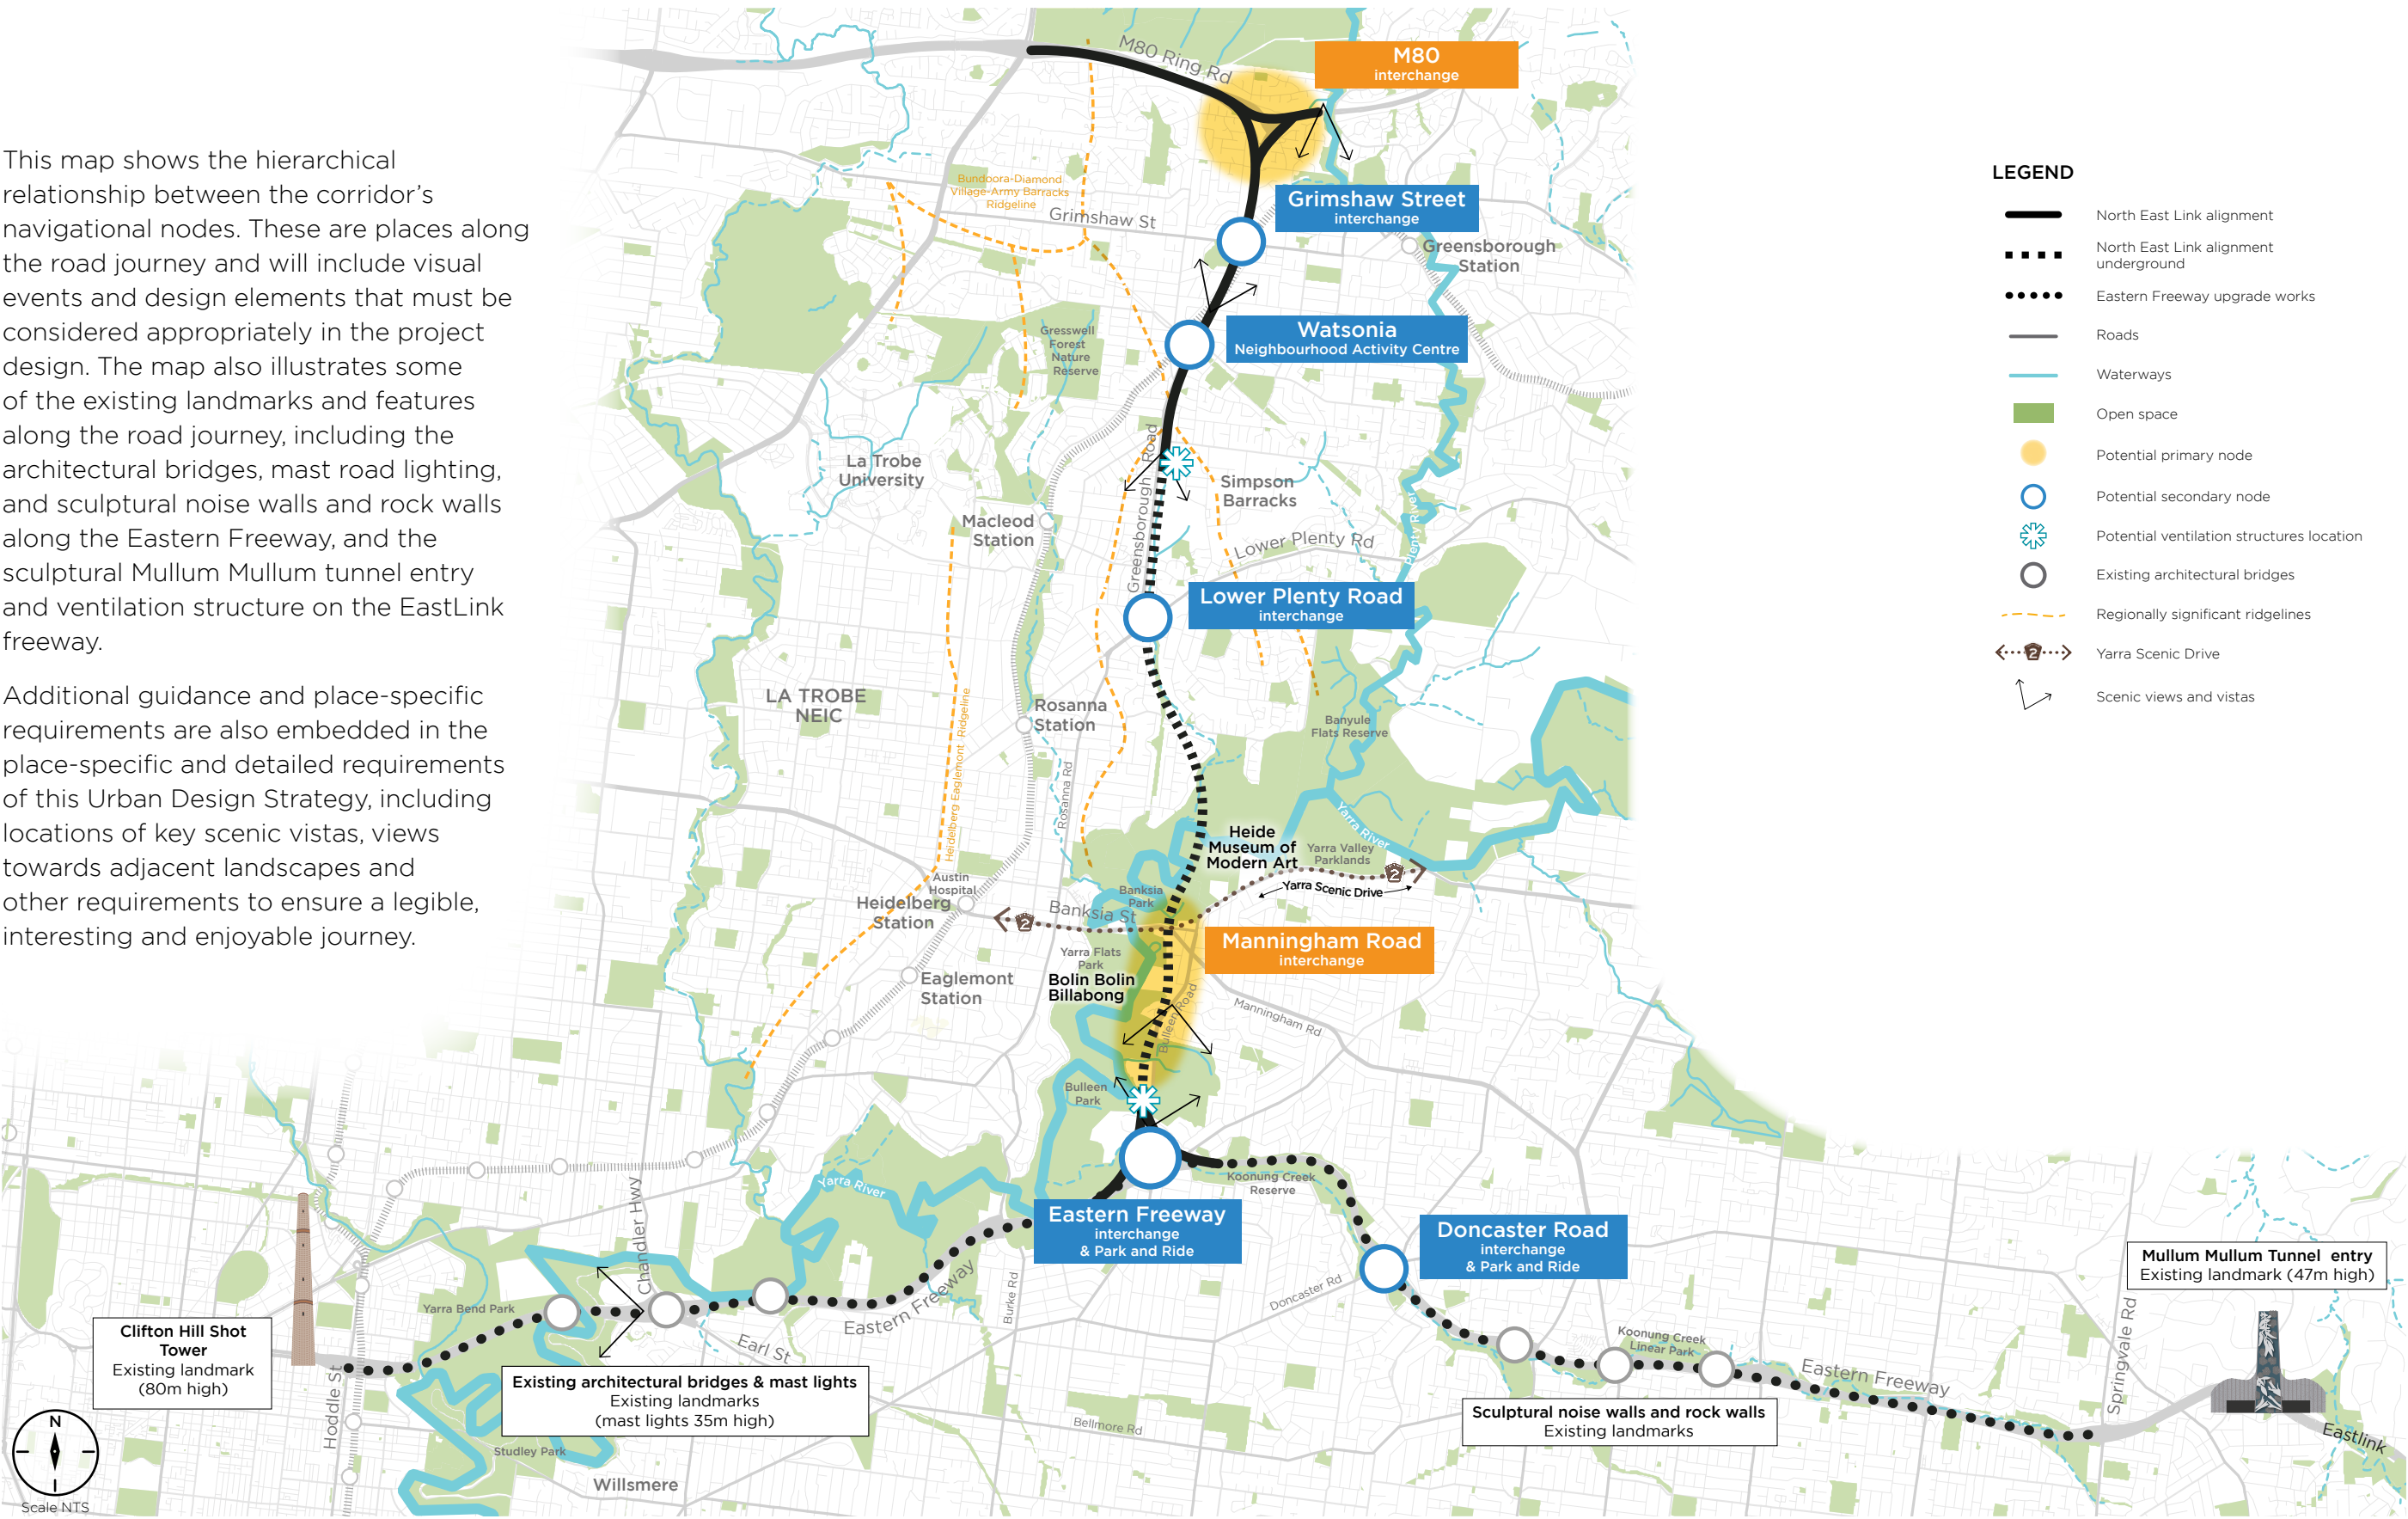 This map shows the hierarchical
relationship between the corridor's
navigational nodes. These are places along
the road journey and will include visual
events and design elements that must be
considered appropriately in the project
design. The map also illustrates some
of the existing landmarks and features
along the road journey, including the
architectural bridges, mast road lighting,
and sculptural noise walls and rock walls
along the Eastern Freeway, and the
sculptural Mullum Mullum tunnel entry
and ventilation structure on the EastLink
freeway.
Additional guidance and place-specific
requirements are also embedded in the
place-specific and detailed requirements
of this Urban Design Strategy, including
locations of key scenic vistas, views
towards adjacent landscapes and
other requirements to ensure a legible,
interesting and enjoyable journey.
M80 Ring Rd
M80
interchange
Bundoora-Diamond
Village-Army Barracks
Ridgeline
Grimshaw St
Grimshaw Street
interchange
Greensborough
Station
Gresswell
Forest
Nature
Reserve
Watsonia
Neighbourhood Activity Centre
La Trobe
University
Greensborough Road
Simpson
Barracks
Macleod
Station
Lower Plenty Rd
Plenty River
Lower Plenty Road
interchange
LA TROBE
NEIC
Rosanna
Station
Heidelberg Eaglemont Ridgeline
Rosanna Rd
Banyule
Flats Reserve
Yarra River
Heide
Museum of
Modern Art
Yarra Valley
Parklands
2
Yarra Scenic Drive
Austin
Hospital
Heidelberg
Station
Banksia
Park
Banksia St
2
Manningham Road
interchange
Yarra Flats
Park
Bolin Bolin
Billabong
Eaglemont
Station
Bulleen Road
Manningham Rd
Bulleen
Park
Koonung Creek
Reserve
Yarra River
Chandler Hwy
Eastern Freeway
interchange
& Park and Ride
Doncaster Road
interchange
& Park and Ride
Mullum Mullum Tunnel entry
Existing landmark (47m high)
Doncaster Rd
Burke Rd
Eastern Freeway
Earl St
Yarra Bend Park
Clifton Hill Shot
Tower
Existing landmark
(80m high)
Hoddle St
Existing architectural bridges & mast lights
Existing landmarks
(mast lights 35m high)
Koonung Creek
Linear Park
Eastern Freeway
Springvale Rd
Sculptural noise walls and rock walls
Existing landmarks
Eastlink
Bellmore Rd
Studley Park
Willsmere
N
Scale NTS
LEGEND
North East Link alignment
North East Link alignment
underground
Eastern Freeway upgrade works
Roads
Waterways
Open space
Potential primary node
Potential secondary node
Potential ventilation structures location
Existing architectural bridges
Regionally significant ridgelines
2
Yarra Scenic Drive
Scenic views and vistas